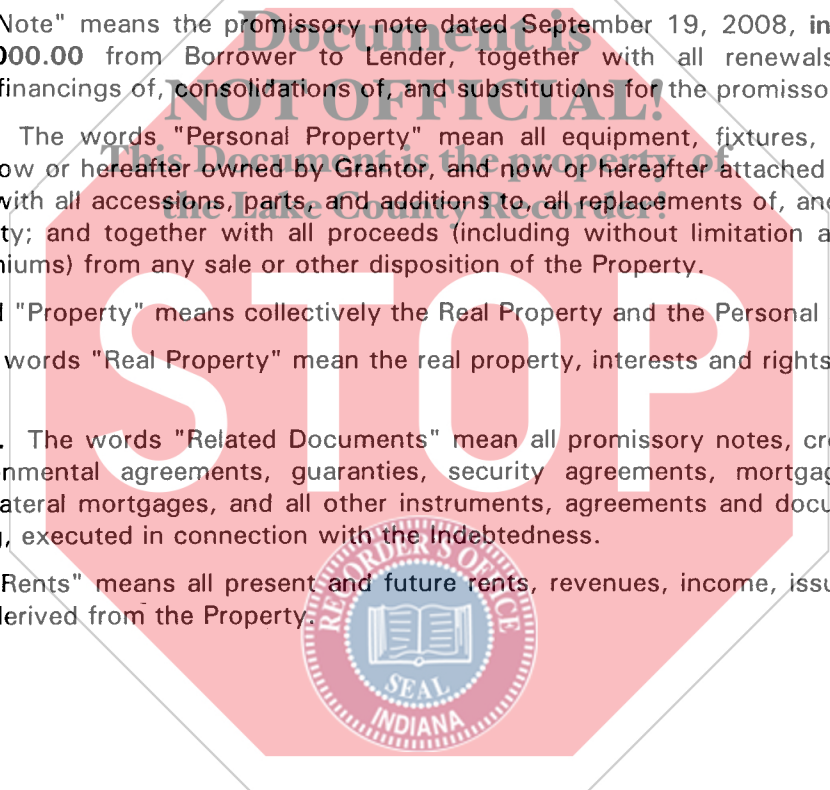 Note" means the promissory note dated September 19, 2008, in
Document is
000.00 from Borrower to Lender, together with all renewals
financings of, consolidations of, and substitutions for the promisso
NOT OFFICIAL!
The words "Personal Property" mean all equipment, fixtures,
This Document is the property of
ow or hereafter owned by Grantor, and now or hereafter attached
with all accessions, parts, and additions to, all replacements of, and
the Lake County Recorder!
ty; and together with all proceeds (including without limitation a
niums) from any sale or other disposition of the Property.
"Property" means collectively the Real Property and the Personal
STOP
words "Real Property" mean the real property, interests and rights
. The words "Related Documents" mean all promissory notes, cre
nmental agreements, guaranties, security agreements, mortgag
ateral mortgages, and all other instruments, agreements and docu
, executed in connection with the Indebtedness.
Rents" means all present and future rents, revenues, income, issu
derived from the Property.
RECORDER'S OFFICE
SEAL
INDIANA